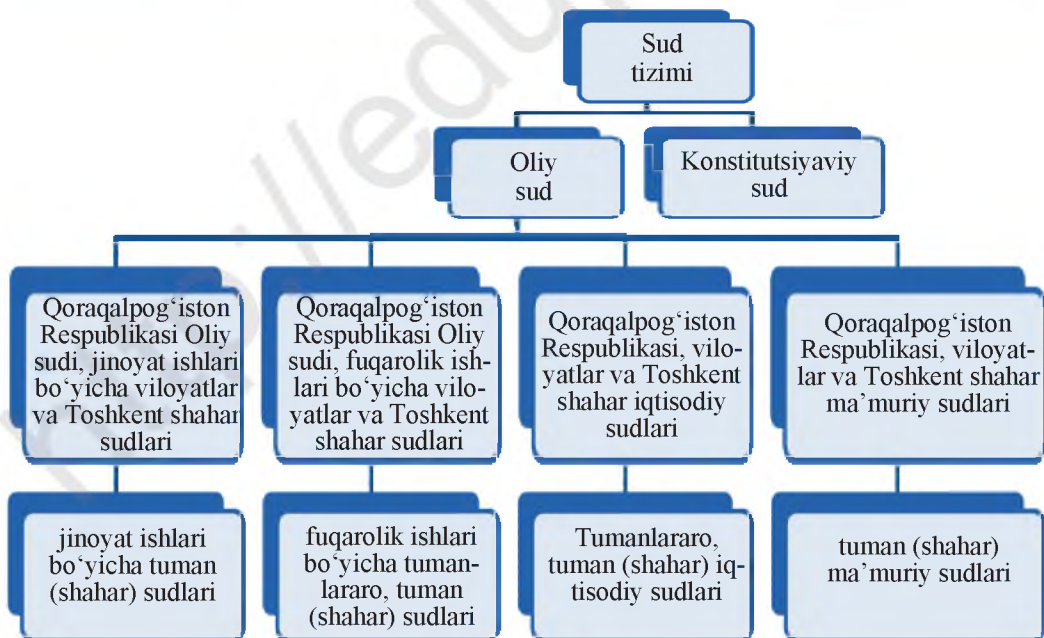 Sud
tizimi
Oliy
sud
Konstitutsiyaviy
sud
Qoraqalpog‘iston
Respublikasi Oliy
sudi, jinoyat ishlari
bo‘yicha viloyatlar
va Toshkent shahar
sudlari
Qoraqalpog‘iston
Respublikasi Oliy
sudi, fuqarolik ish-
lari bo‘yicha vilo-
yatlar va Toshkent
shahar sudlari
Qoraqalpog‘iston
Respublikasi, vilo-
yatlar va Toshkent
shahar iqtisodiy
sudlari
Qoraqalpog‘iston
Respublikasi, viloyat-
lar va Toshkent shahar
ma’muriy sudlari
jinoyat ishlari
bo‘yicha tuman
(shahar) sudlari
fuqarolik ishlari
bo‘yicha tuman-
lararo, tuman
(shahar) sudlari
Tumanlararo,
tuman (shahar) iq-
tisodiy sudlari
tuman (shahar)
ma’muriy sudlari